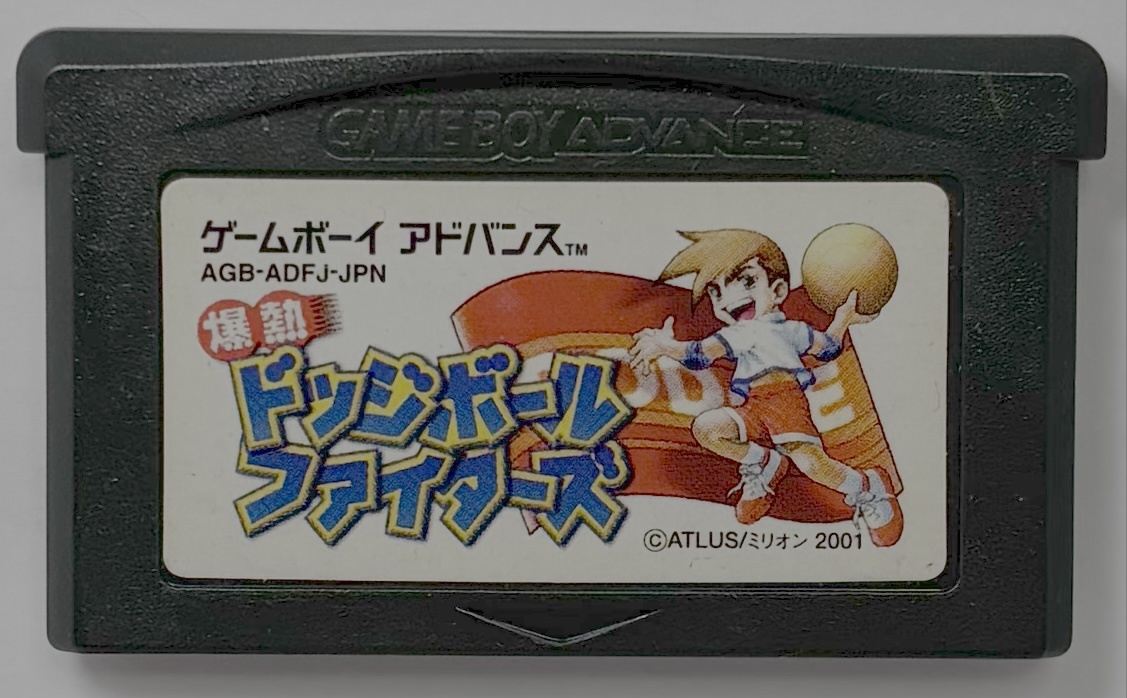 GAME BOY ADVANCE
ゲームボーイ アドバンス™
AGB-ADFJ-JPN
爆熱
ドッジボール
ファイターズ
©ATLUS/ミリオン 2001